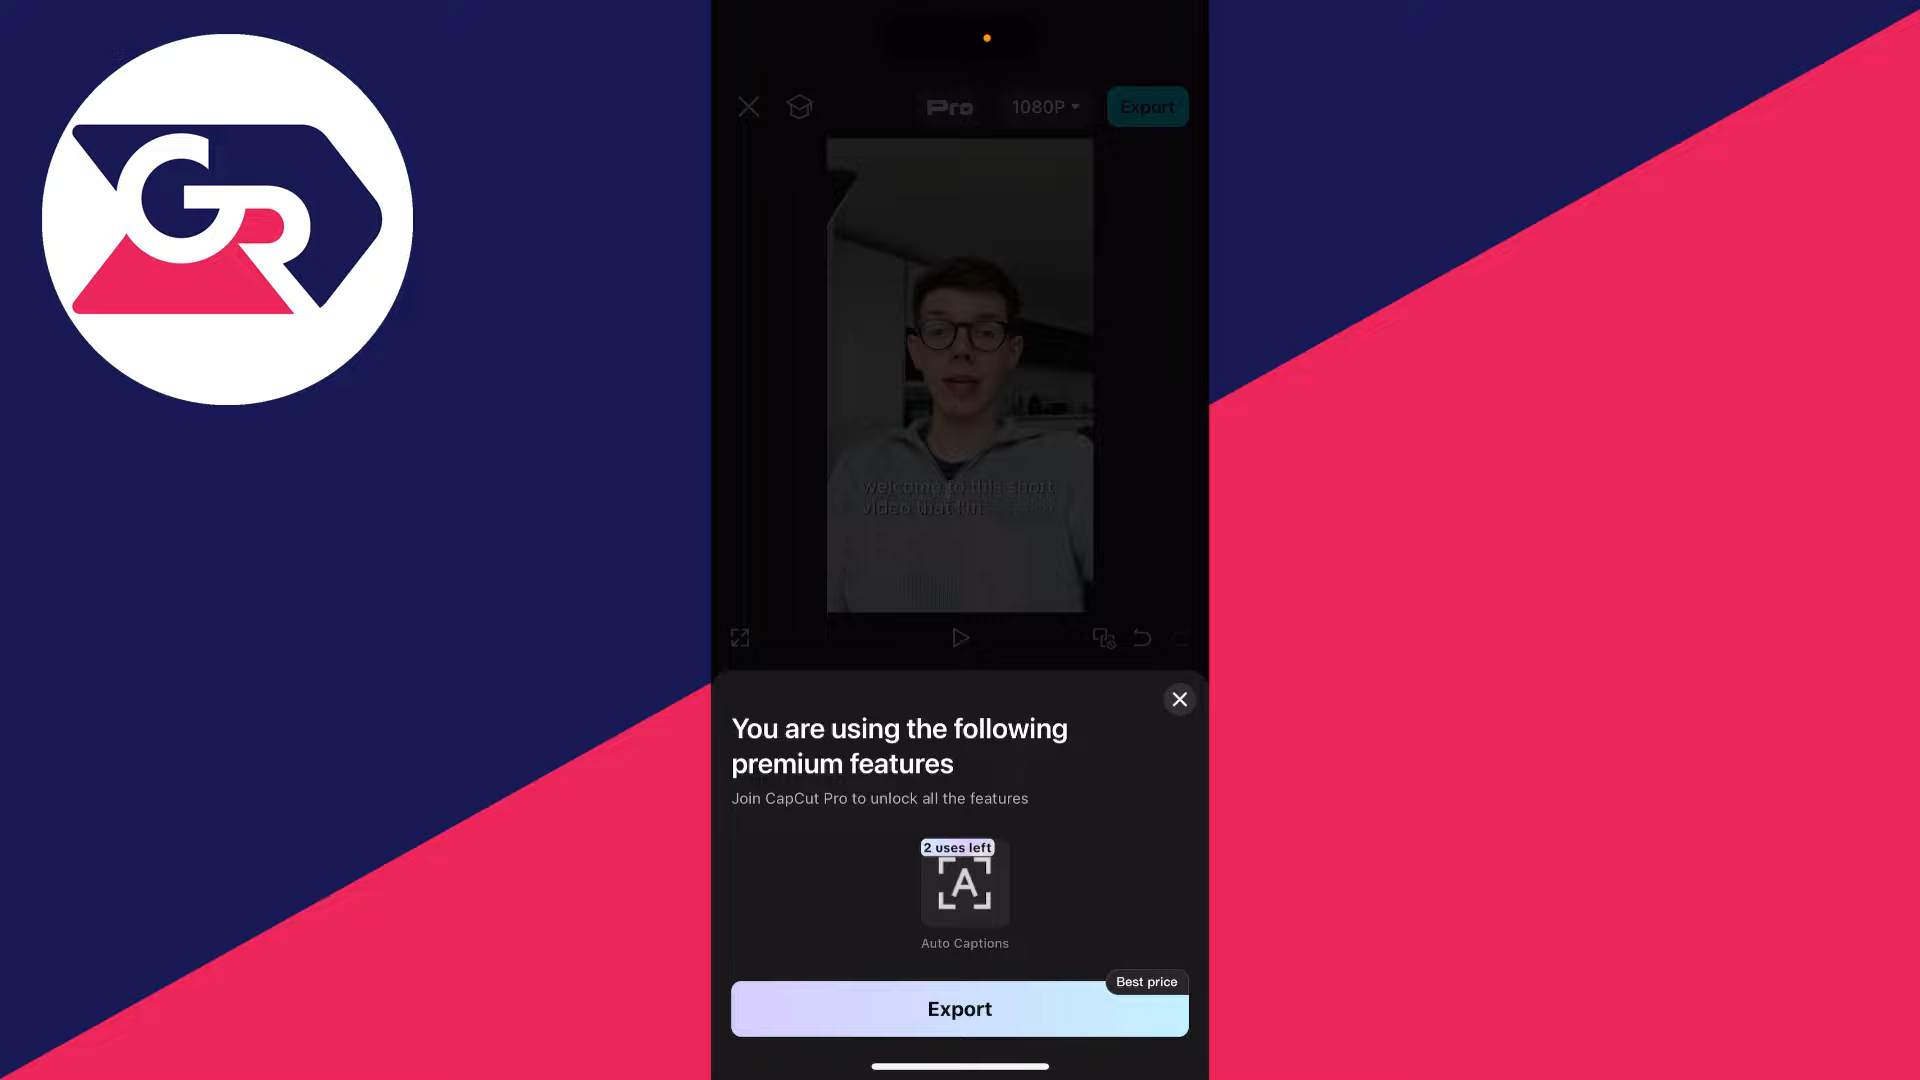 GR
Pro
1080P
Export
welcome to this short
video that I'm
You are using the following
premium features
Join CapCut Pro to unlock all the features
2 uses left
A
Auto Captions
Best price
Export